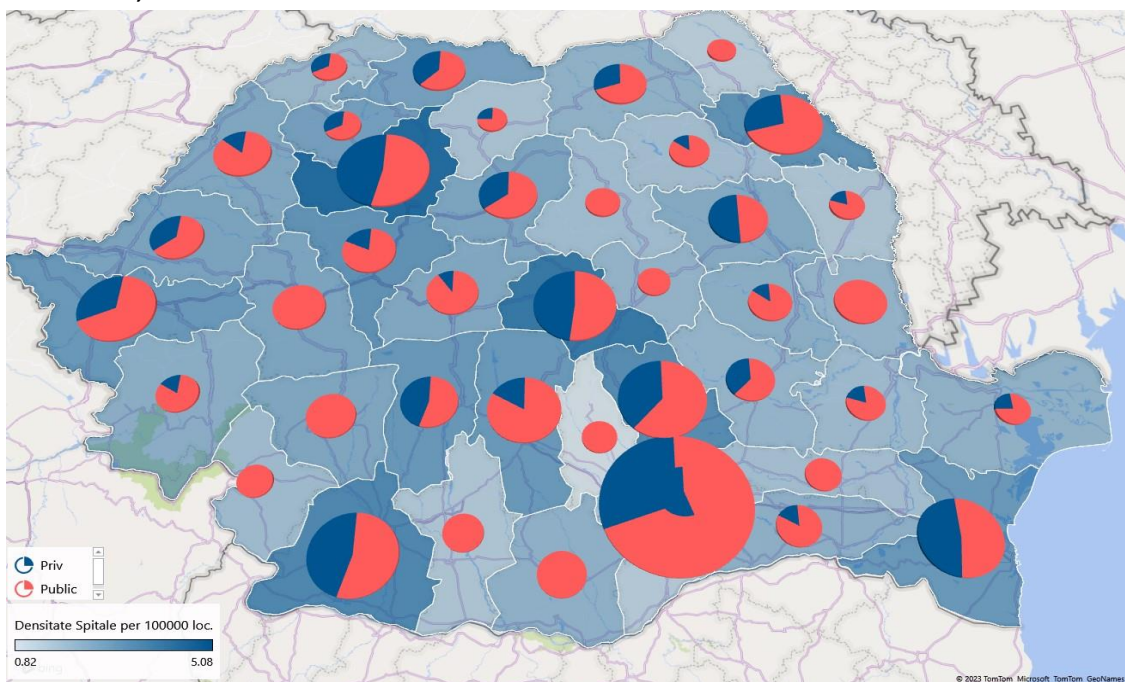 Priv
Public
Densitate Spitale per 100000 loc.
0.82 5.08
© 2023 TomTom Microsoft TomTom GeoNames